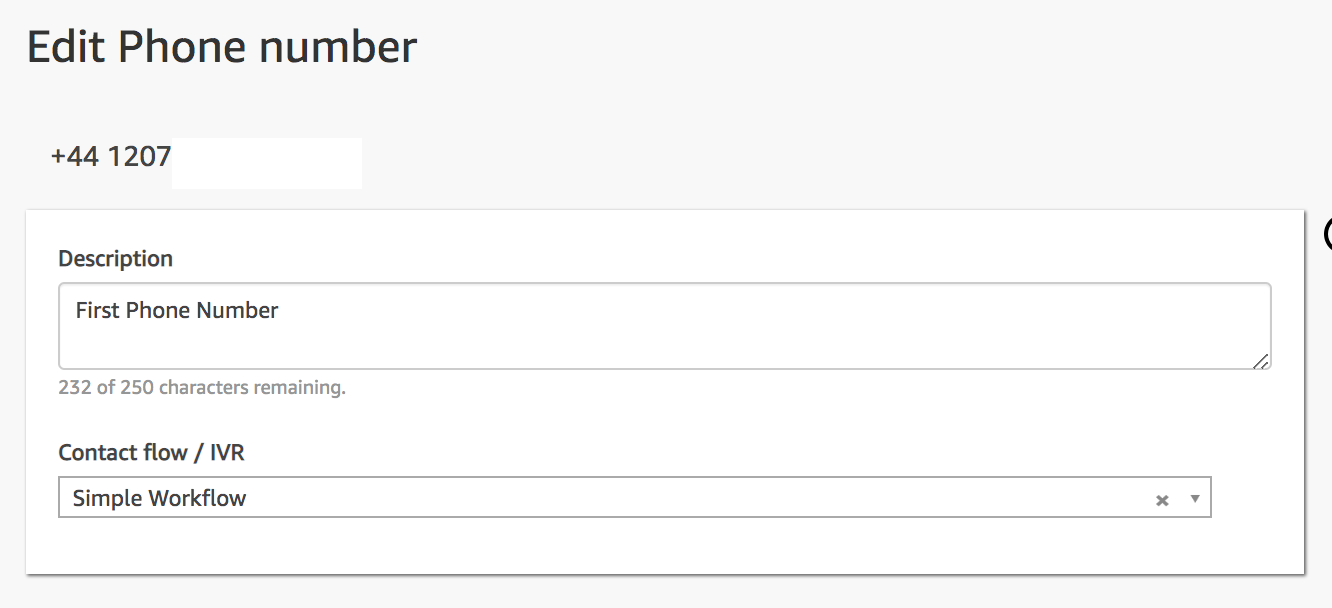 Edit Phone number
+44 1207
Description
First Phone Number
232 of 250 characters remaining.
Contact flow / IVR
Simple Workflow